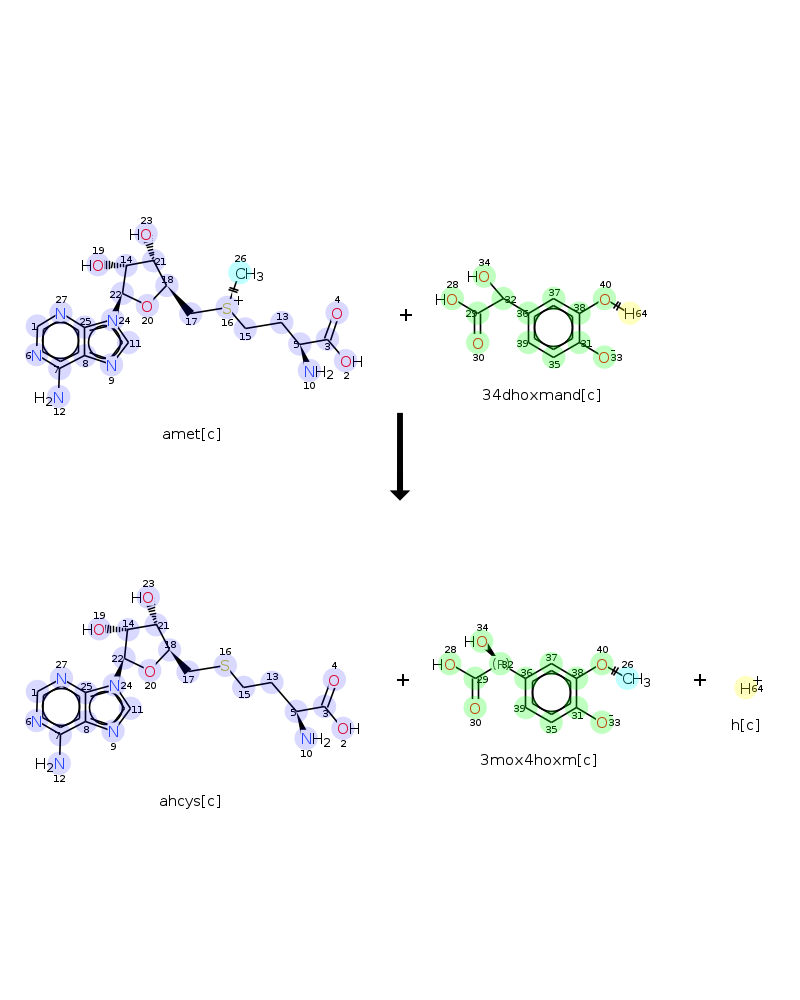 23
HO
26
19
HO
14
21
CH3
18
27
22
O
20
17
S
+
16
15
13
4
O
1
N
25
N
24
11
5
3
6
N
7
8
N
9
NH2
10
OH
2
H2N
12
amet[c]
+
34
HO
28
HO
29
32
37
40
O
38
H
64
36
O
30
39
31
O
-
33
35
34dhoxmand[c]
23
HO
19
HO
14
21
18
16
S
27
22
O
20
17
15
13
4
O
1
N
25
N
24
11
5
3
6
N
7
8
N
9
NH2
10
OH
2
H2N
12
ahcys[c]
+
34
HO
28
HO
29
(R)
32
37
40
O
26
CH3
38
36
O
30
39
31
O
-
33
35
3mox4hoxm[c]
+
H
+
64
h[c]